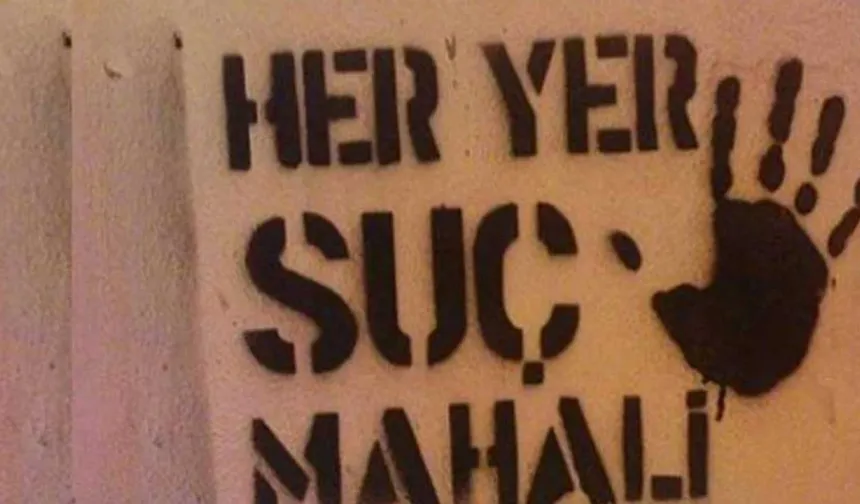 HER YER
SUÇ
MAHALİ